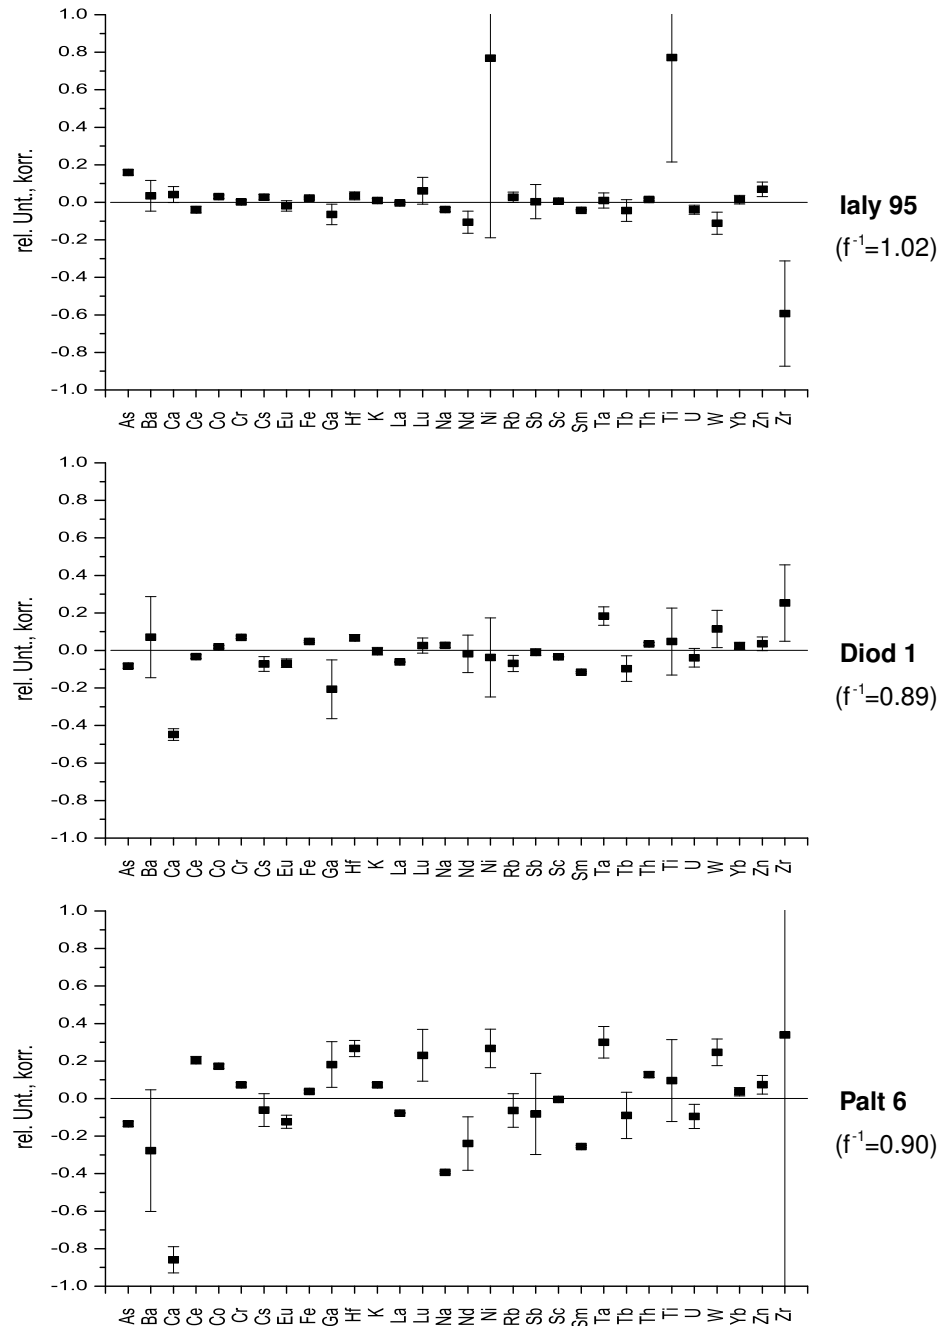 1.0
0.8
0.6
0.4
0.2
0.0
-0.2
-0.4
-0.6
-0.8
-1.0
rel. Unt., korr.
As Ba Ca Ce Co Cr Cs Eu Fe Ga Hf K La Lu Na Nd Ni Rb Sb Sc Sm Ta Tb Th Ti U W Yb Zn Zr
Ialy 95
(f⁻¹=1.02)
1.0
0.8
0.6
0.4
0.2
0.0
-0.2
-0.4
-0.6
-0.8
-1.0
rel. Unt., korr.
As Ba Ca Ce Co Cr Cs Eu Fe Ga Hf K La Lu Na Nd Ni Rb Sb Sc Sm Ta Tb Th Ti U W Yb Zn Zr
Diod 1
(f⁻¹=0.89)
1.0
0.8
0.6
0.4
0.2
0.0
-0.2
-0.4
-0.6
-0.8
-1.0
rel. Unt., korr.
As Ba Ca Ce Co Cr Cs Eu Fe Ga Hf K La Lu Na Nd Ni Rb Sb Sc Sm Ta Tb Th Ti U W Yb Zn Zr
Palt 6
(f⁻¹=0.90)